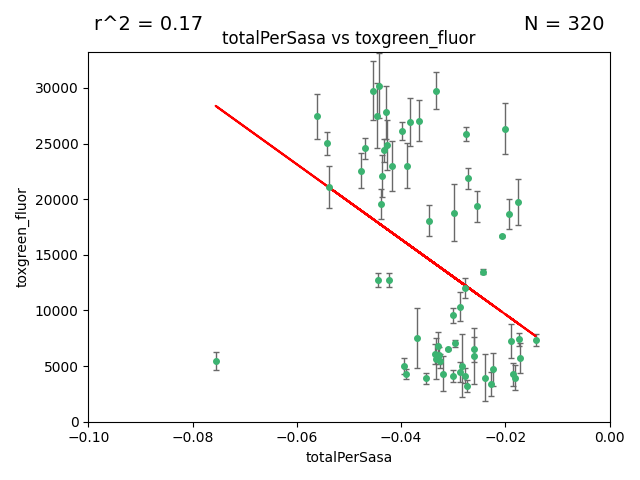 r^2 = 0.17
N = 320
totalPerSasa vs toxgreen_fluor
toxgreen_fluor
30000
25000
20000
15000
10000
5000
0
−0.10
−0.08
−0.06
−0.04
−0.02
0.00
totalPerSasa